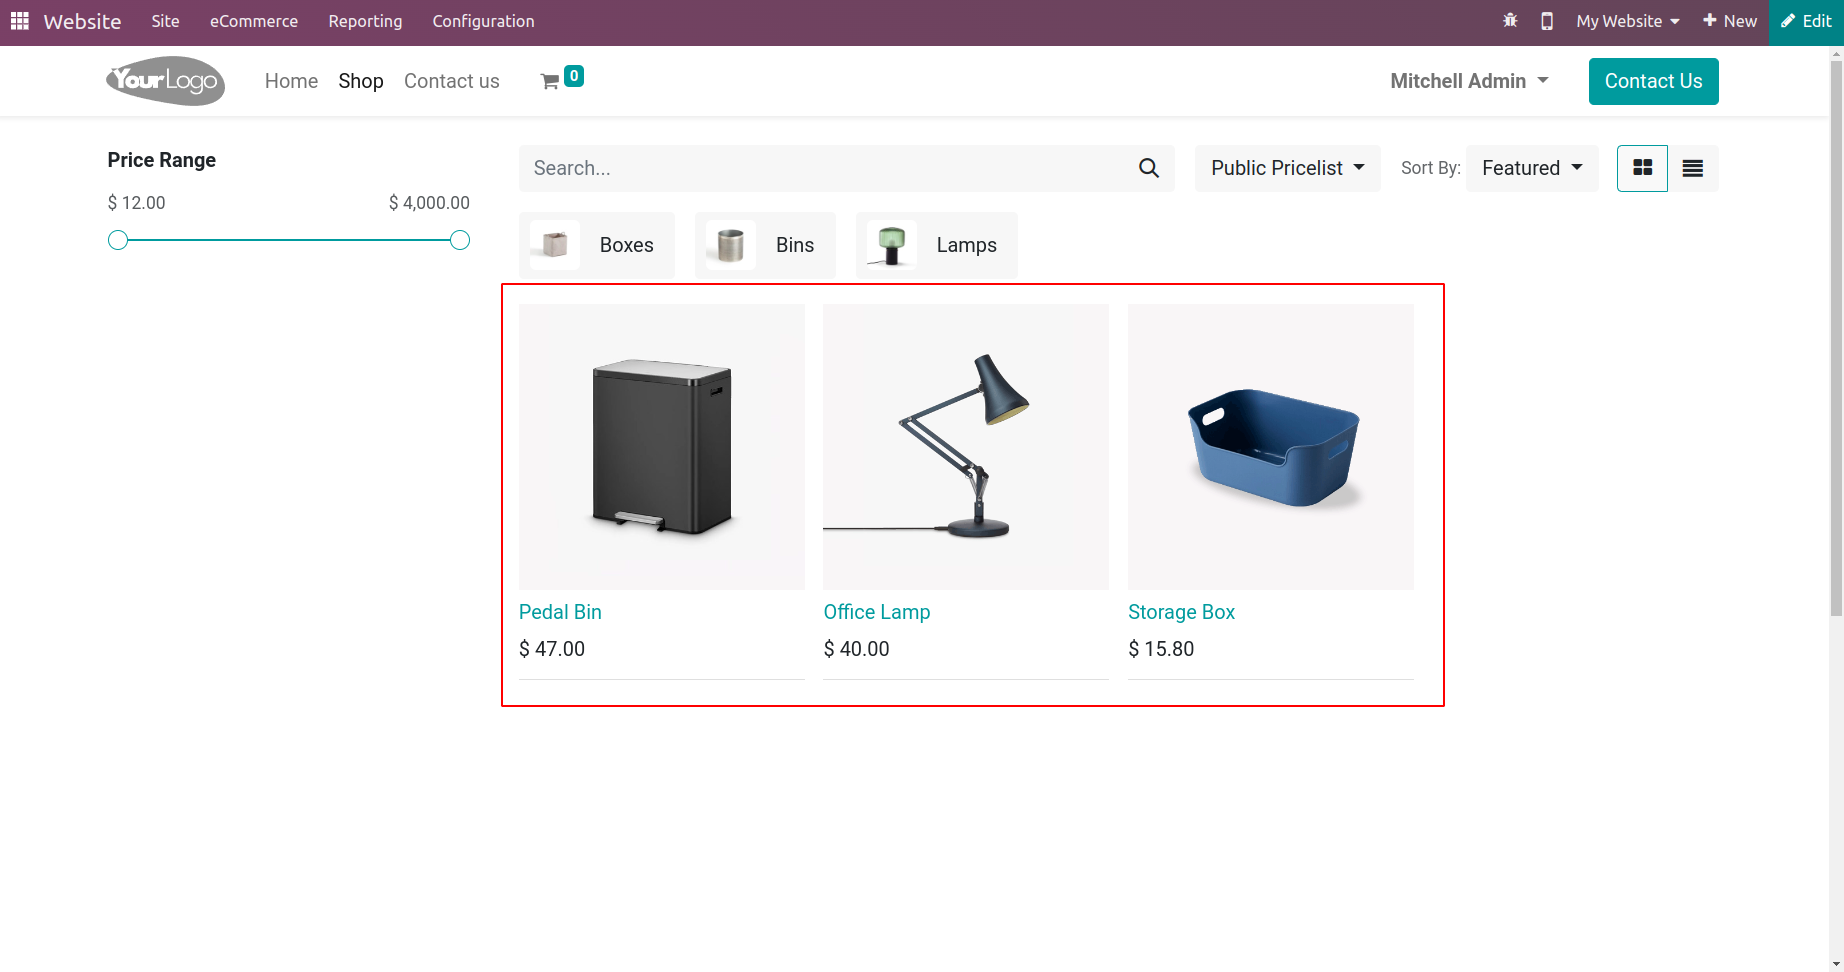 Website Site eCommerce Reporting Configuration My Website New Edit
YourLogo Home Shop Contact us 0 Mitchell Admin Contact Us
Price Range
$ 12.00 $ 4,000.00
Search... Public Pricelist Sort By: Featured
Boxes Bins Lamps
Pedal Bin Office Lamp Storage Box
$ 47.00 $ 40.00 $ 15.80